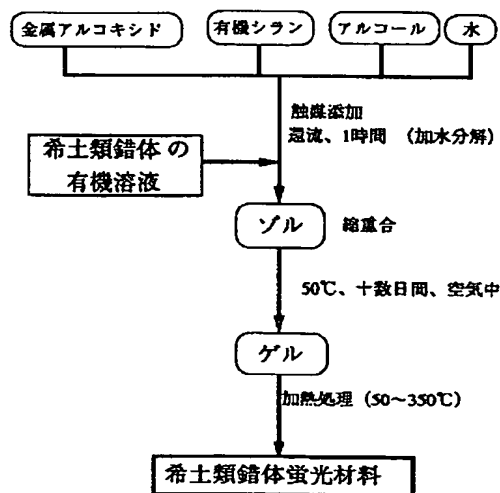 金属アルコキシド
有機シラン
アルコール
水
触媒添加
還流、1時間 （加水分解）
希土類錯体 の
有機溶液
ゾル
縮重合
50℃、十数日間、空気中
ゲル
加熱処理（50～350℃）
希土類錯体蛍光材料